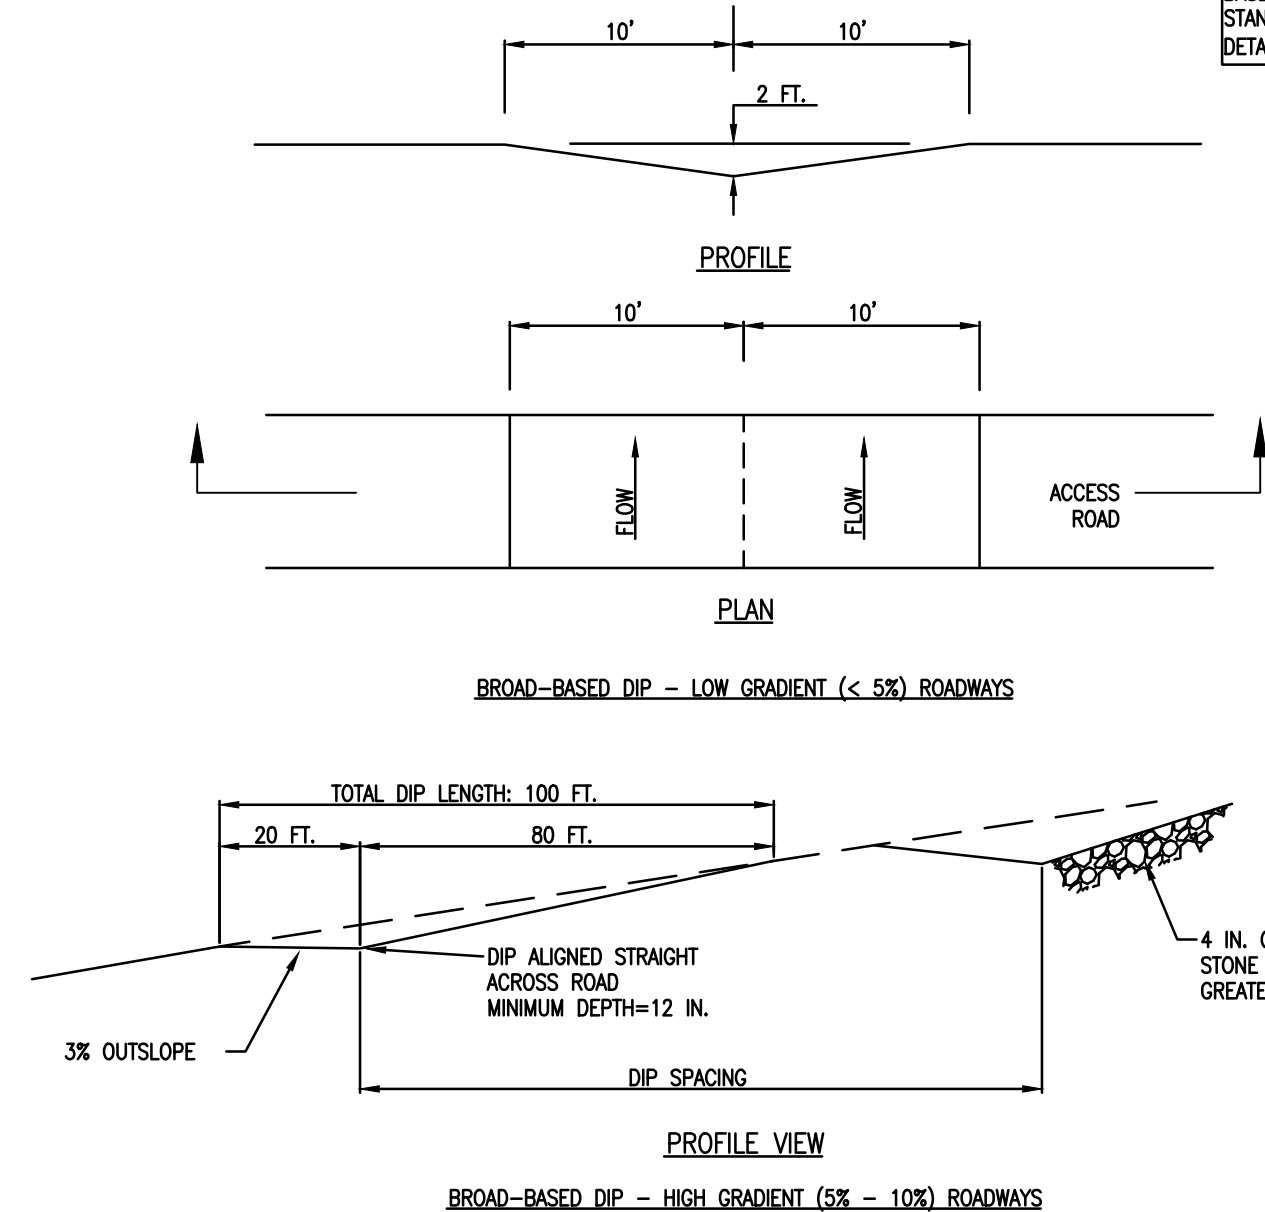 DETA
STAN
10' 10'
2 FT.
PROFILE
10' 10'
FLOW
FLOW
ACCESS
ROAD
PLAN
BROAD-BASED DIP - LOW GRADIENT (< 5%) ROADWAYS
TOTAL DIP LENGTH: 100 FT.
20 FT. 80 FT.
DIP ALIGNED STRAIGHT
ACROSS ROAD
MINIMUM DEPTH=12 IN.
4 IN.
STONE
GREATE
3% OUTSLOPE
DIP SPACING
PROFILE VIEW
BROAD-BASED DIP - HIGH GRADIENT (5% - 10%) ROADWAYS